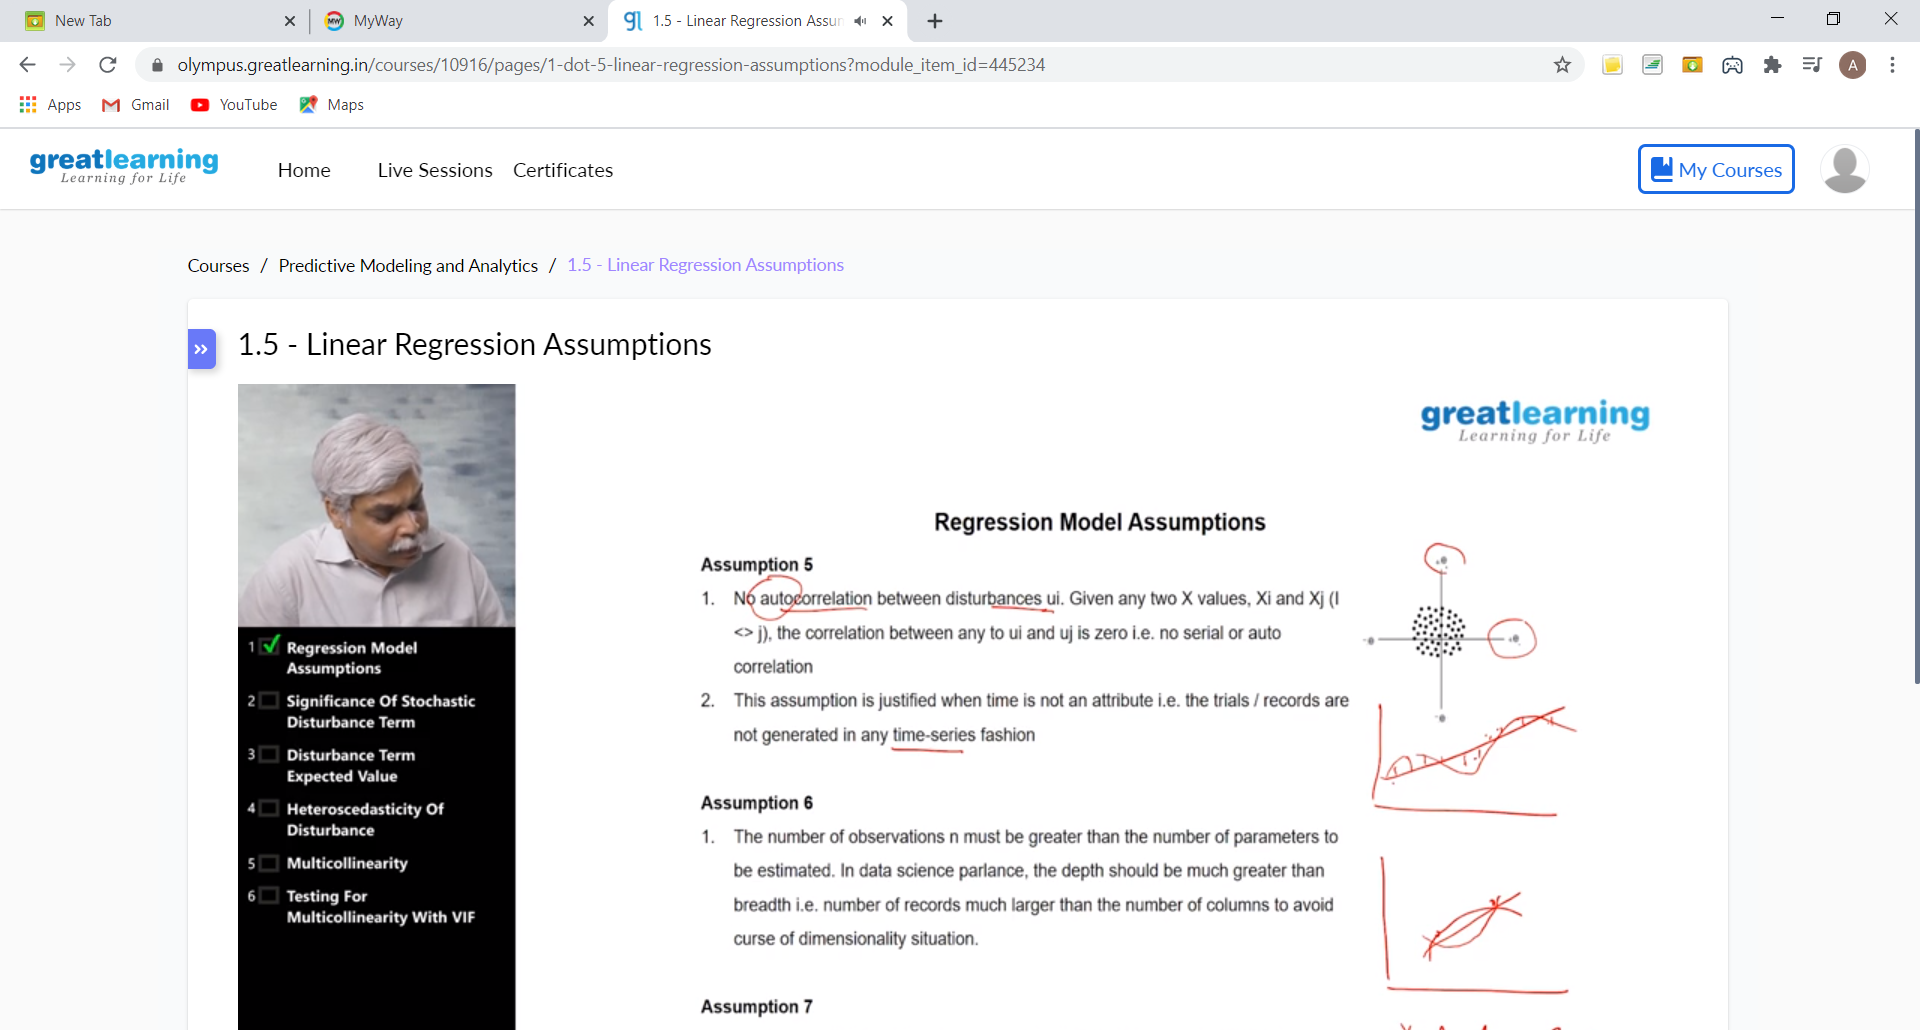 New Tab
MyWay
1.5 - Linear Regression Assu
olympus.greatlearning.in/courses/10916/pages/1-dot-5-linear-regression-assumptions?module_item_id=445234
A
Apps
Gmail
YouTube
Maps
greatlearning
Learning for Life
Home
Live Sessions
Certificates
My Courses
Courses / Predictive Modeling and Analytics / 1.5 - Linear Regression Assumptions
1.5 - Linear Regression Assumptions
greatlearning
Learning for Life
1 Regression Model
Assumptions
2 Significance Of Stochastic
Disturbance Term
3 Disturbance Term
Expected Value
4 Heteroscedasticity Of
Disturbance
5 Multicollinearity
6 Testing For
Multicollinearity With VIF
Regression Model Assumptions
Assumption 5
1. No autocorrelation between disturbances ui. Given any two X values, Xi and Xj (I
<> j), the correlation between any to ui and uj is zero i.e. no serial or auto
correlation
2. This assumption is justified when time is not an attribute i.e. the trials / records are
not generated in any time-series fashion
Assumption 6
1. The number of observations n must be greater than the number of parameters to
be estimated. In data science parlance, the depth should be much greater than
breadth i.e. number of records much larger than the number of columns to avoid
curse of dimensionality situation.
Assumption 7